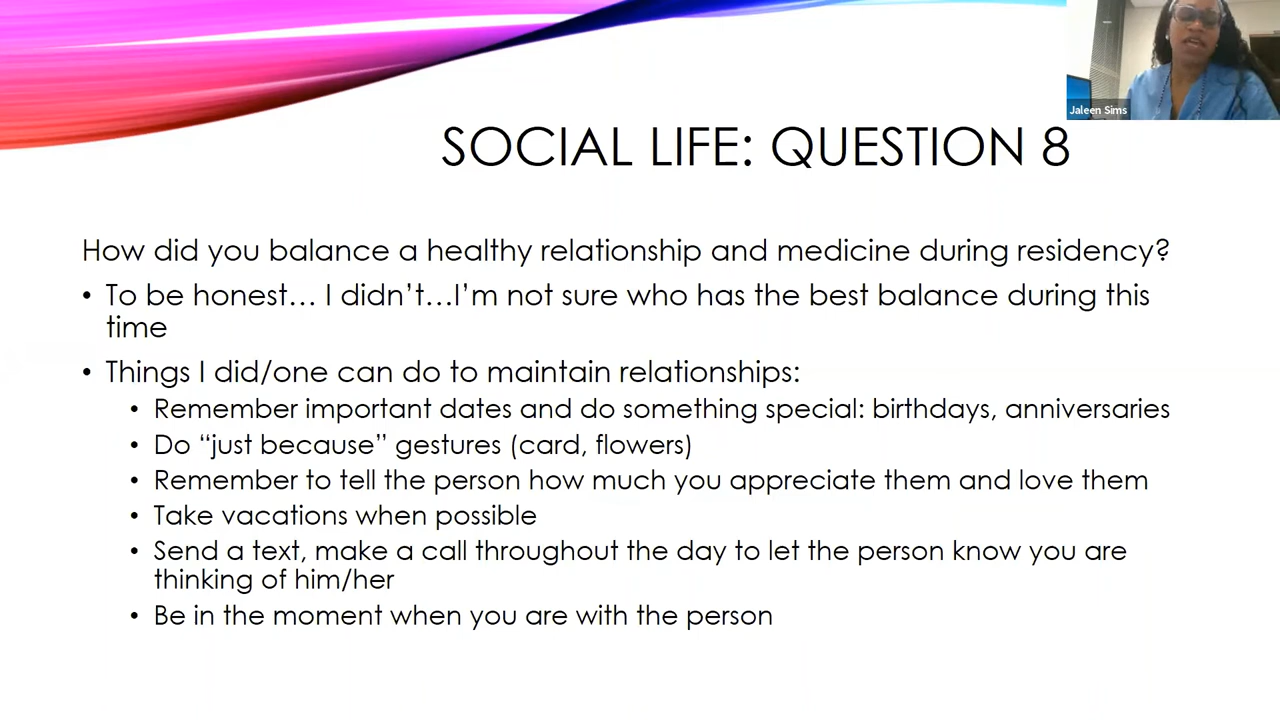 Jaleen Sims
SOCIAL LIFE: QUESTION 8
How did you balance a healthy relationship and medicine during residency?
• To be honest… I didn’t…I’m not sure who has the best balance during this
time
• Things I did/one can do to maintain relationships:
• Remember important dates and do something special: birthdays, anniversaries
• Do “just because” gestures (card, flowers)
• Remember to tell the person how much you appreciate them and love them
• Take vacations when possible
• Send a text, make a call throughout the day to let the person know you are
thinking of him/her
• Be in the moment when you are with the person